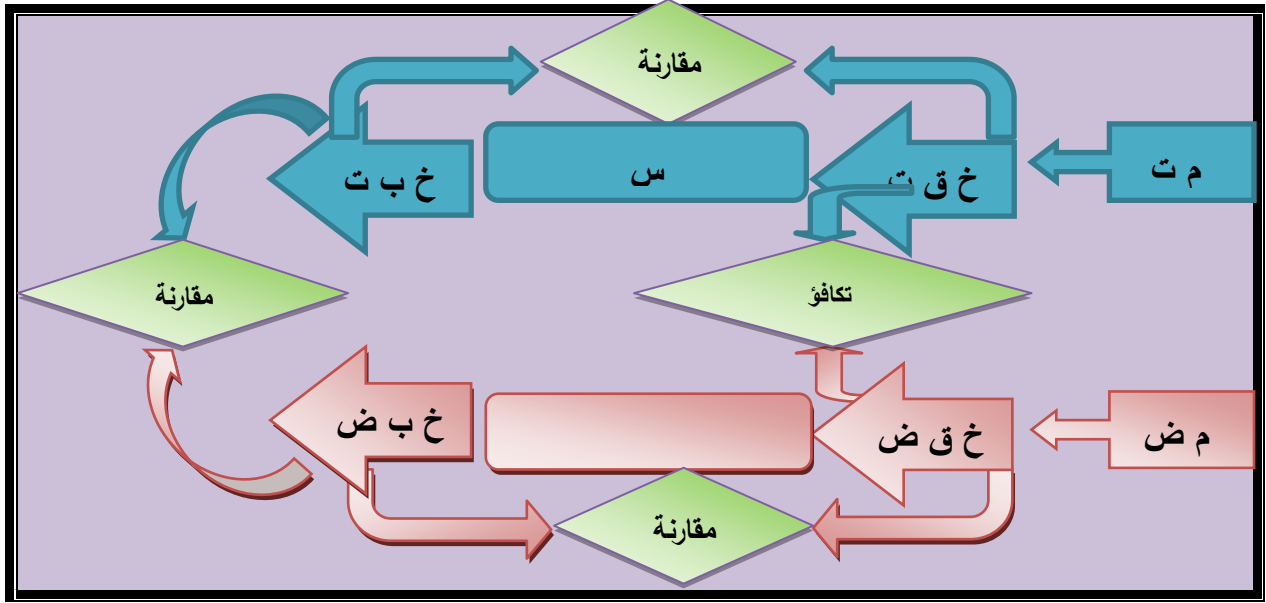 مقارنة
م ت
خ ق ت
س
خ ب ت
تكافؤ
مقارنة
م ض
خ ق ض
خ ب ض
مقارنة